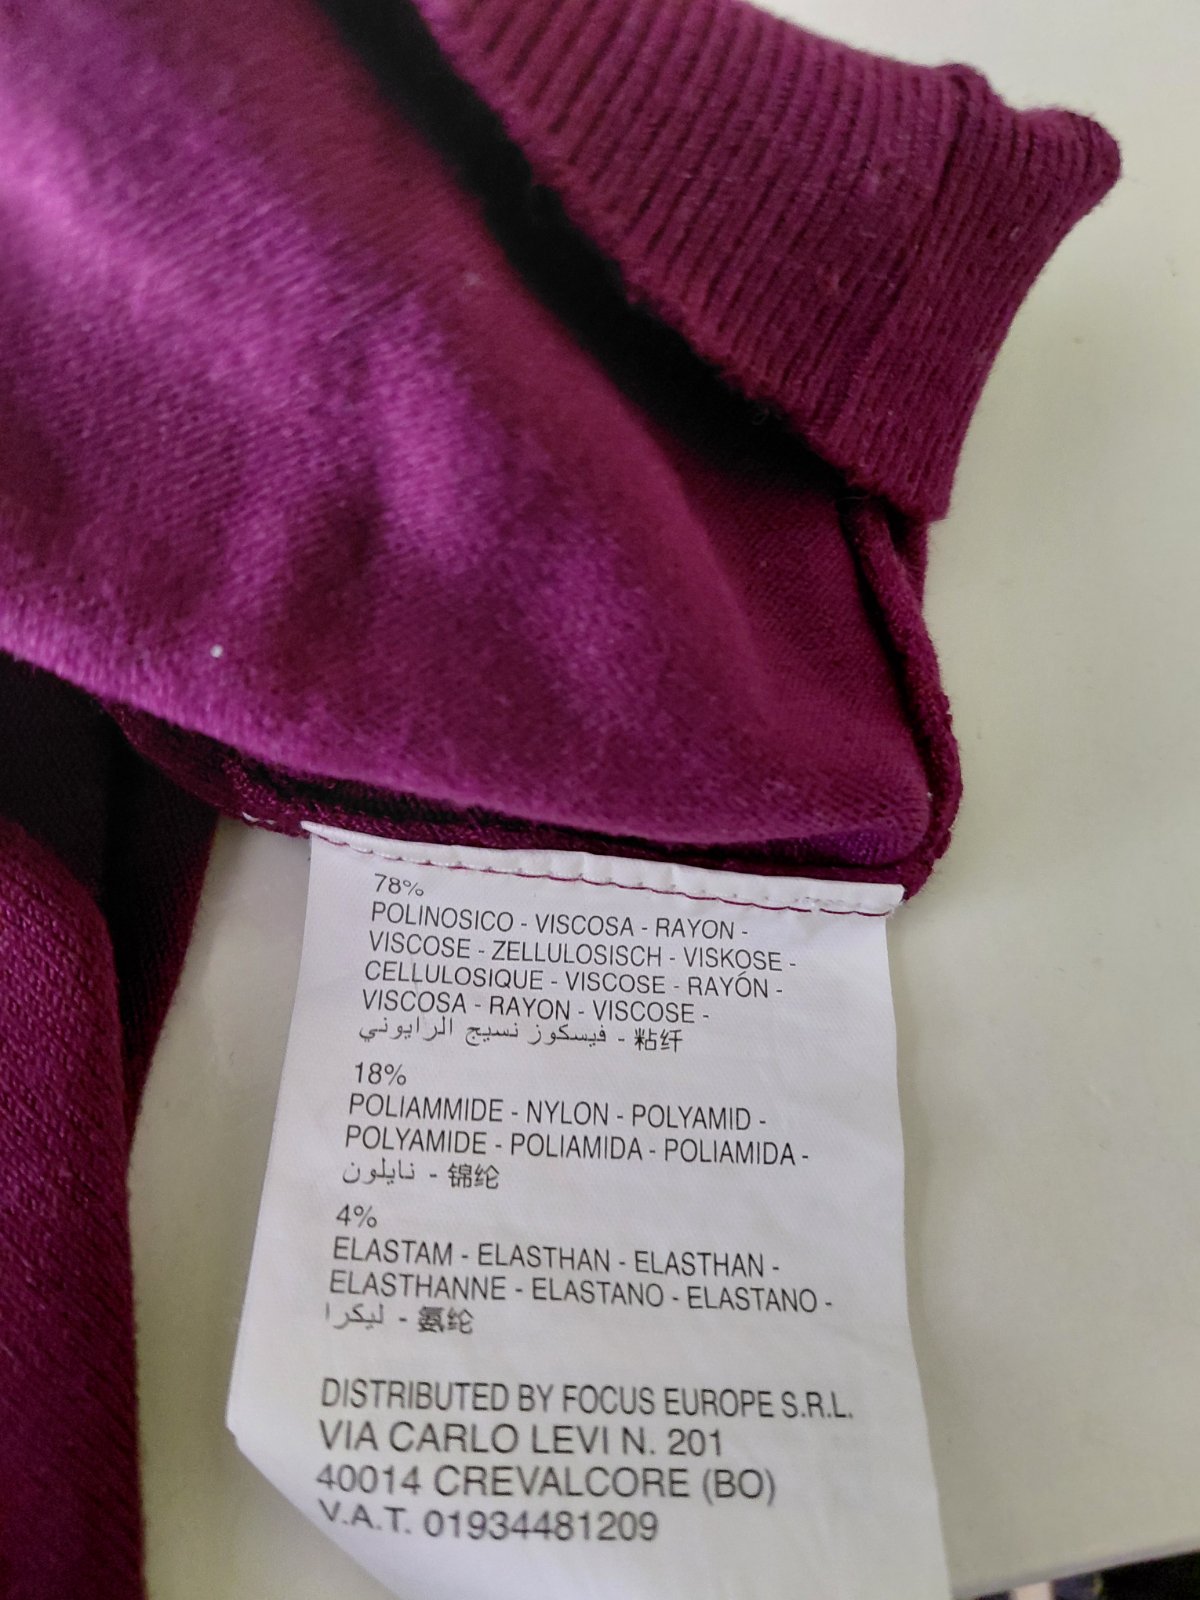 78%
POLINOSICO - VISCOSA - RAYON -
VISCOSE - ZELLULOSISCH - VISKOSE -
CELLULOSIQUE - VISCOSE - RAYÓN -
VISCOSA - RAYON - VISCOSE -
فيسكوز نسيج الرايوني - 粘纤
18%
POLIAMMIDE - NYLON - POLYAMID -
POLYAMIDE - POLIAMIDA - POLIAMIDA -
نايلون - 锦纶
4%
ELASTAM - ELASTHAN - ELASTHAN -
ELASTHANNE - ELASTANO - ELASTANO -
ليكرا - 氨纶
DISTRIBUTED BY FOCUS EUROPE S.R.L.
VIA CARLO LEVI N. 201
40014 CREVALCORE (BO)
V.A.T. 01934481209